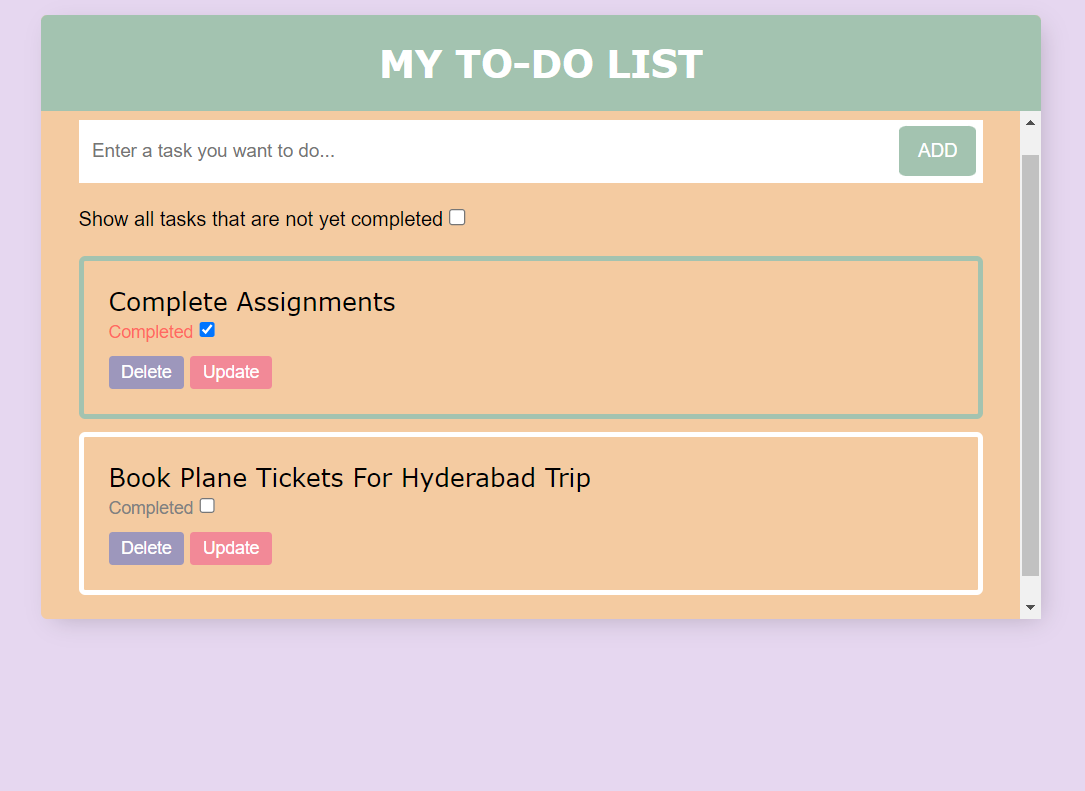 MY TO-DO LIST
Enter a task you want to do...
ADD
Show all tasks that are not yet completed
Complete Assignments
Completed
Delete Update
Book Plane Tickets For Hyderabad Trip
Completed
Delete Update